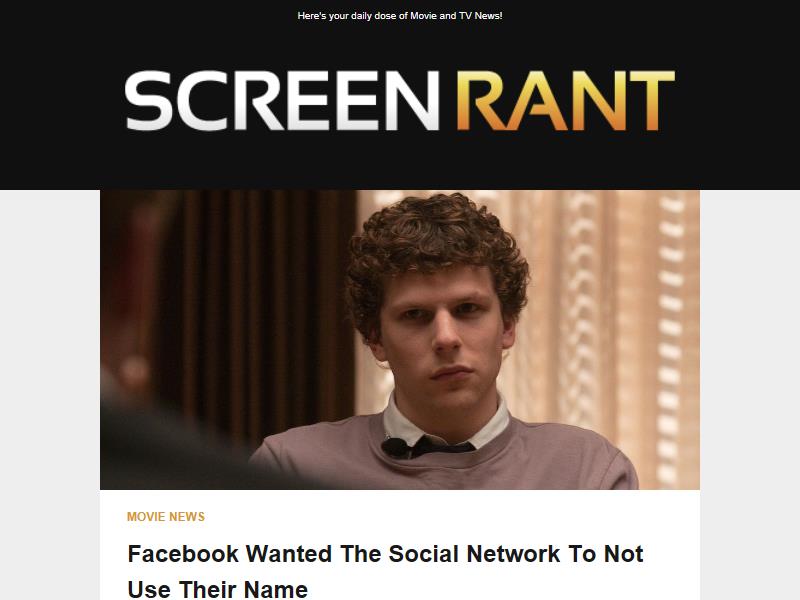 Here's your daily dose of Movie and TV News!
SCREEN RANT
MOVIE NEWS
Facebook Wanted The Social Network To Not
Use Their Name